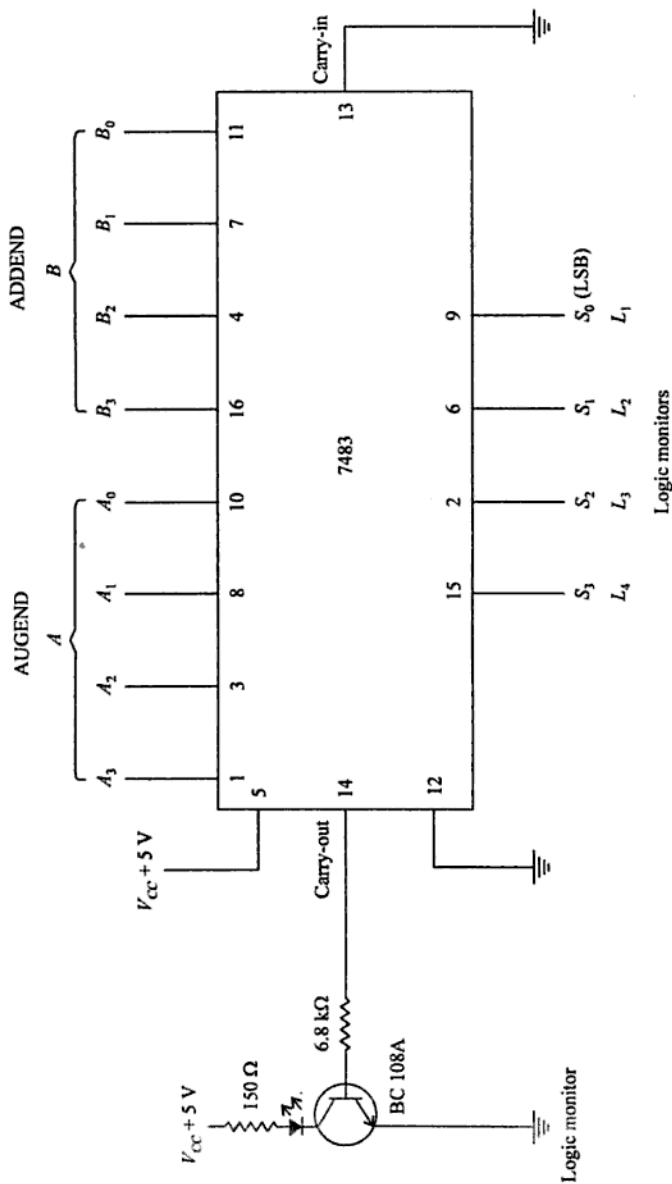 ADDEND
B
B₀
B₁
B₂
B₃
AUGEND
A
A₀
A₁
A₂
A₃
11
7
4
16
10
8
3
1
Carry-in
13
7483
5
14
12
V_CC + 5 V
Carry-out
9
6
2
15
S₀ (LSB)
S₁
S₂
S₃
L₁
L₂
L₃
L₄
Logic monitors
6.8 kΩ
V_CC + 5 V
150 Ω
BC 108A
Logic monitor